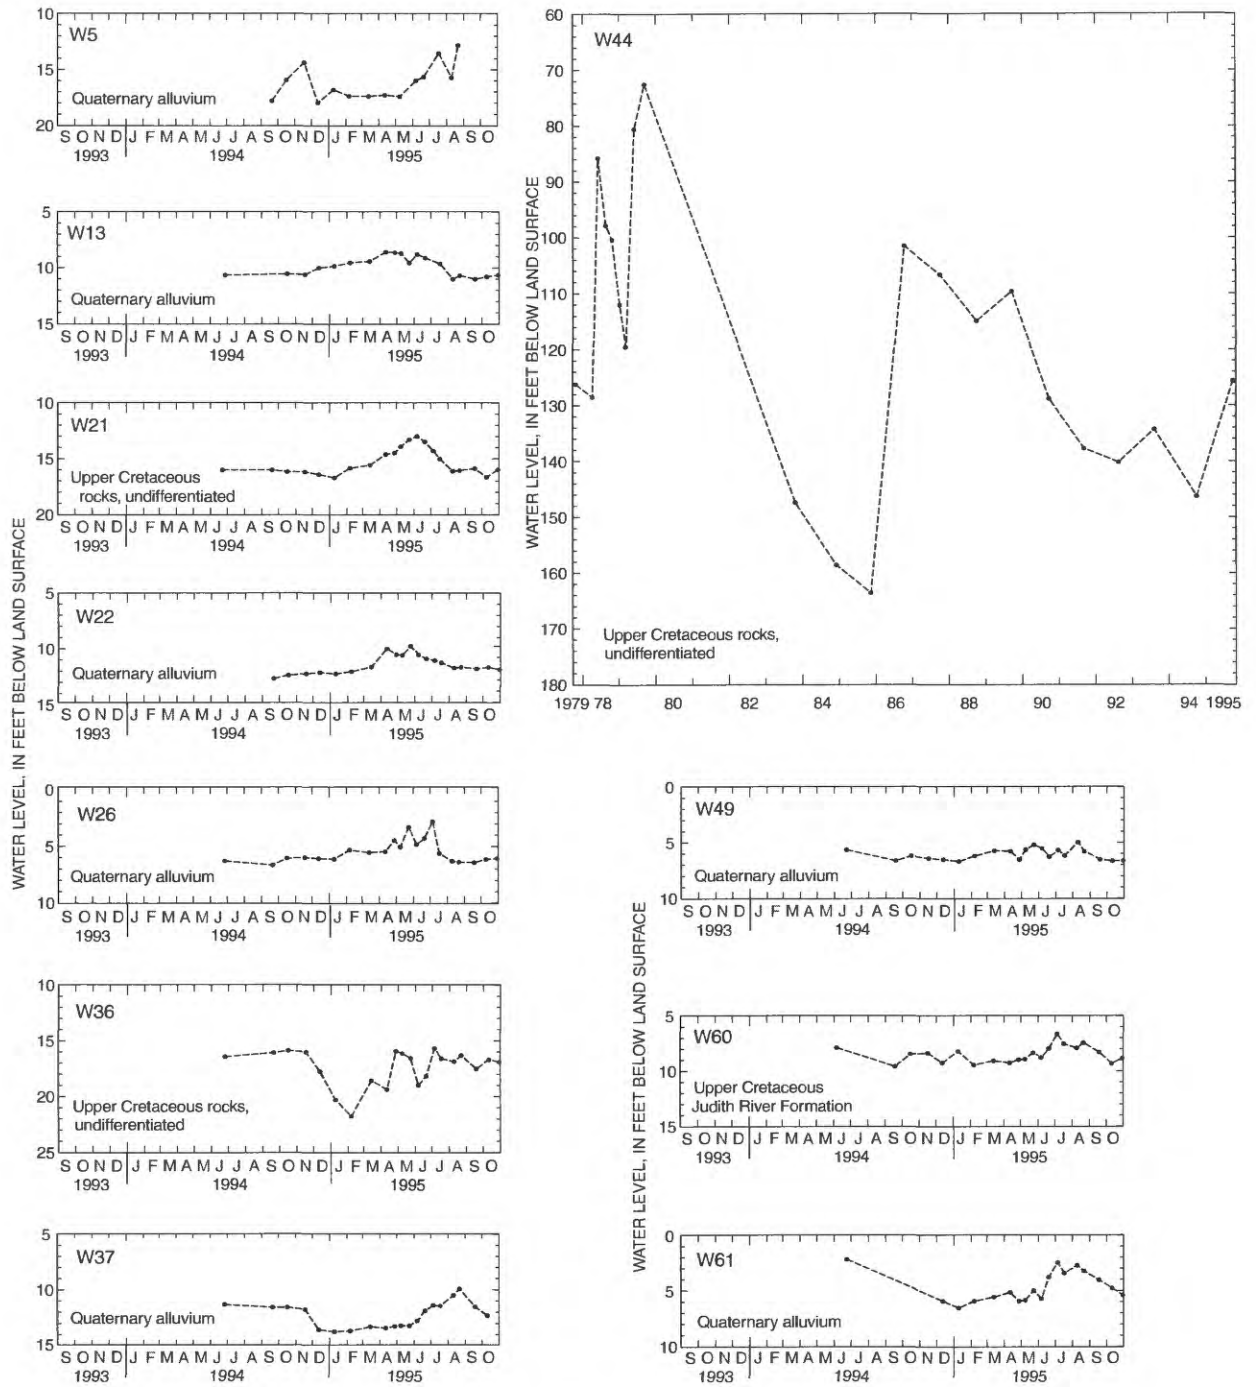 WATER LEVEL, IN FEET BELOW LAND SURFACE
10
15
20
W5
Quaternary alluvium
S O N D J F M A M J J A S O N D J F M A M J J A S O
1993 1994 1995
5
10
15
W13
Quaternary alluvium
S O N D J F M A M J J A S O N D J F M A M J J A S O
1993 1994 1995
10
15
20
W21
Upper Cretaceous
rocks, undifferentiated
S O N D J F M A M J J A S O N D J F M A M J J A S O
1993 1994 1995
5
10
15
W22
Quaternary alluvium
S O N D J F M A M J J A S O N D J F M A M J J A S O
1993 1994 1995
0
5
10
W26
Quaternary alluvium
S O N D J F M A M J J A S O N D J F M A M J J A S O
1993 1994 1995
10
15
20
25
W36
Upper Cretaceous rocks,
undifferentiated
S O N D J F M A M J J A S O N D J F M A M J J A S O
1993 1994 1995
5
10
15
W37
Quaternary alluvium
S O N D J F M A M J J A S O N D J F M A M J J A S O
1993 1994 1995
WATER LEVEL, IN FEET BELOW LAND SURFACE
60
70
80
90
100
110
120
130
140
150
160
170
180
W44
Upper Cretaceous rocks,
undifferentiated
1979 78 80 82 84 86 88 90 92 94 1995
WATER LEVEL, IN FEET BELOW LAND SURFACE
0
5
10
W49
Quaternary alluvium
S O N D J F M A M J J A S O N D J F M A M J J A S O
1993 1994 1995
5
10
15
W60
Upper Cretaceous
Judith River Formation
S O N D J F M A M J J A S O N D J F M A M J J A S O
1993 1994 1995
0
5
10
W61
Quaternary alluvium
S O N D J F M A M J J A S O N D J F M A M J J A S O
1993 1994 1995